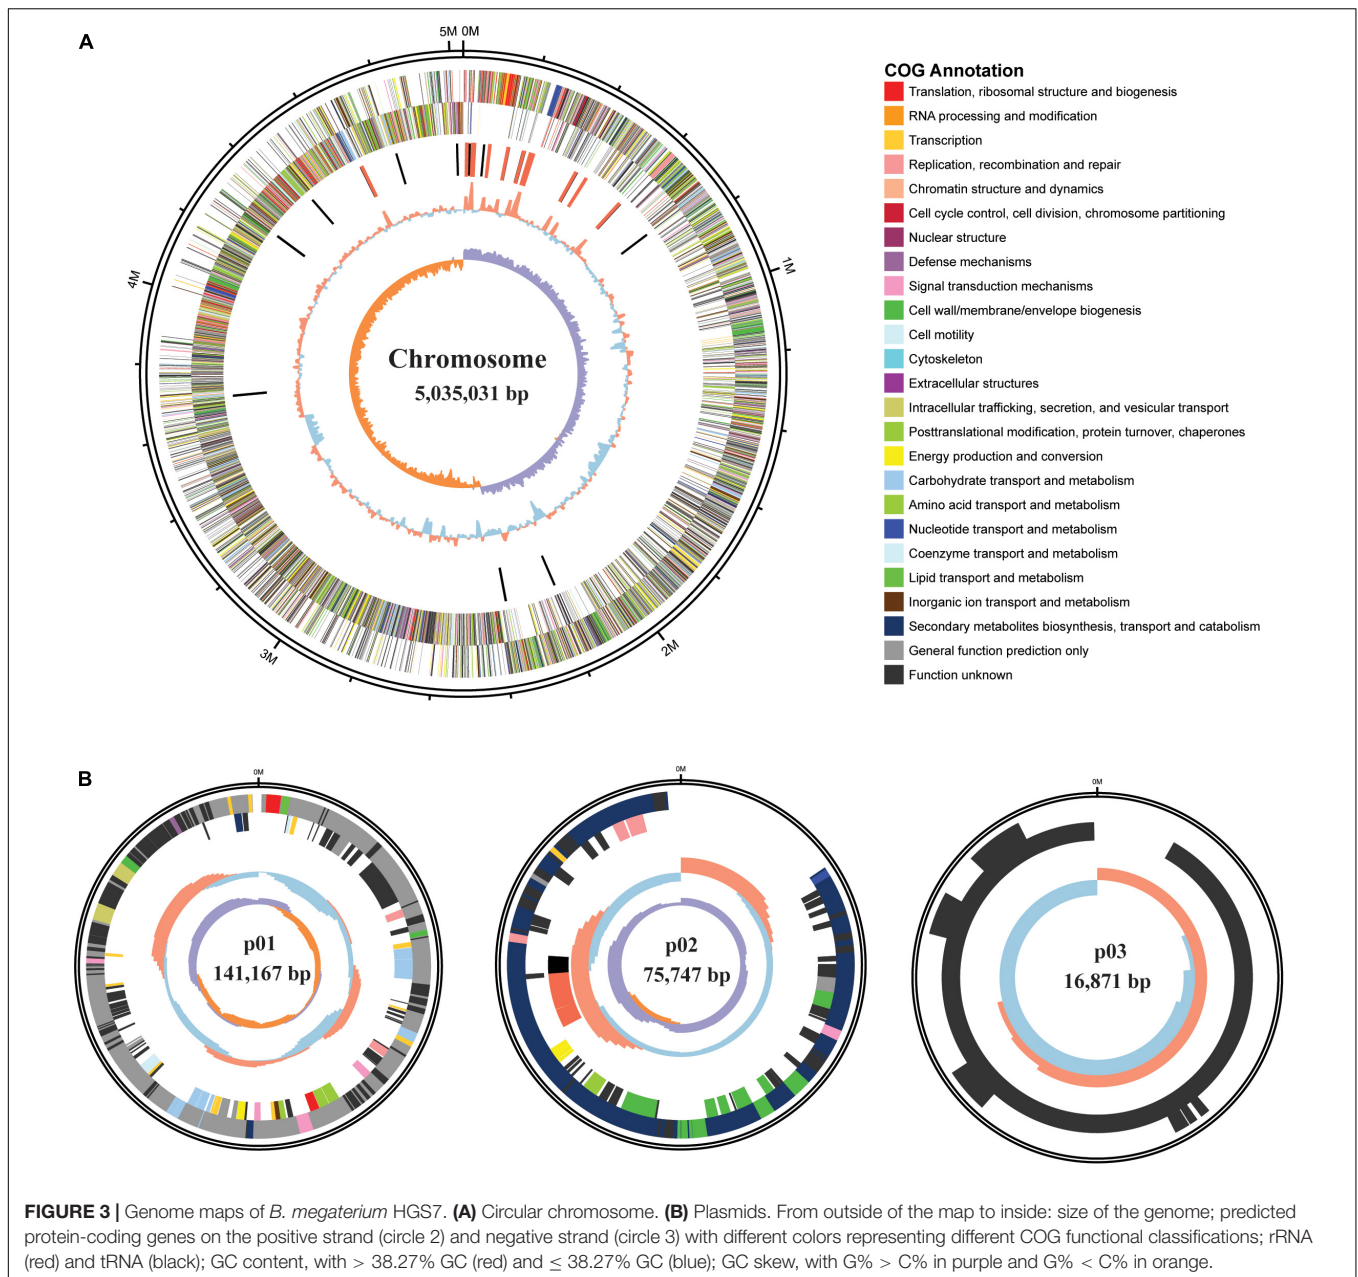 A
5M 0M
1M
2M
3M
4M
Chromosome
5,035,031 bp
COG Annotation
Translation, ribosomal structure and biogenesis
RNA processing and modification
Transcription
Replication, recombination and repair
Chromatin structure and dynamics
Cell cycle control, cell division, chromosome partitioning
Nuclear structure
Defense mechanisms
Signal transduction mechanisms
Cell wall/membrane/envelope biogenesis
Cell motility
Cytoskeleton
Extracellular structures
Intracellular trafficking, secretion, and vesicular transport
Posttranslational modification, protein turnover, chaperones
Energy production and conversion
Carbohydrate transport and metabolism
Amino acid transport and metabolism
Nucleotide transport and metabolism
Coenzyme transport and metabolism
Lipid transport and metabolism
Inorganic ion transport and metabolism
Secondary metabolites biosynthesis, transport and catabolism
General function prediction only
Function unknown
B
0M
p01
141,167 bp
0M
p02
75,747 bp
0M
p03
16,871 bp
FIGURE 3 | Genome maps of B. megaterium HGS7. (A) Circular chromosome. (B) Plasmids. From outside of the map to inside: size of the genome; predicted
protein-coding genes on the positive strand (circle 2) and negative strand (circle 3) with different colors representing different COG functional classifications; rRNA
(red) and tRNA (black); GC content, with > 38.27% GC (red) and ≤ 38.27% GC (blue); GC skew, with G% > C% in purple and G% < C% in orange.